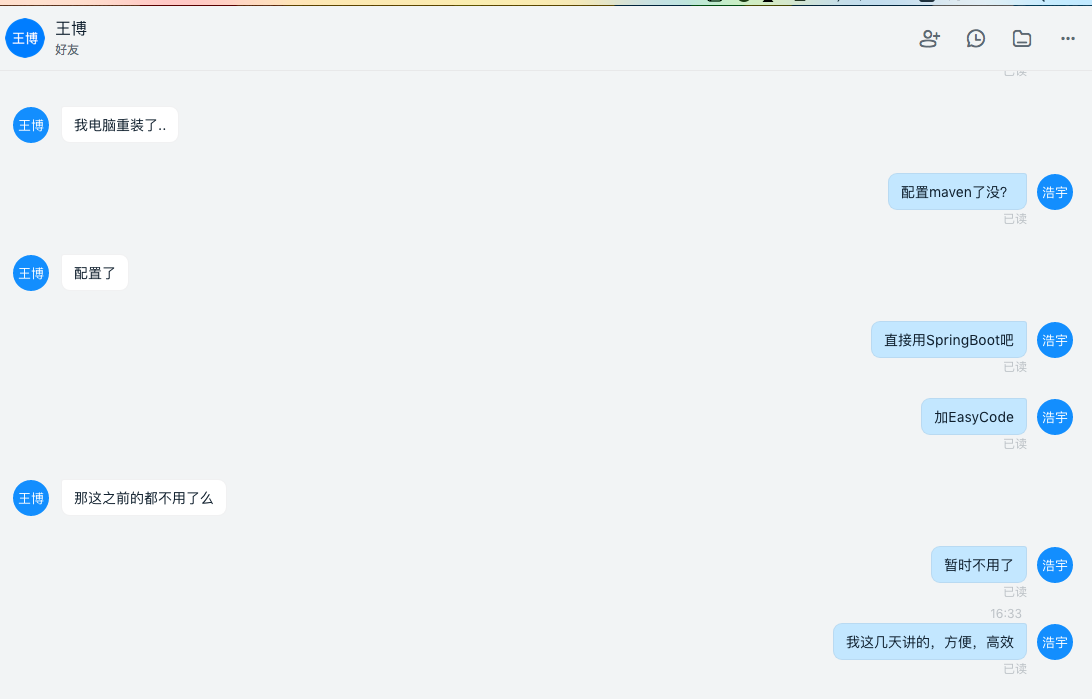 王博
王博
好友
已读
王博
我电脑重装了..
配置maven了没?
浩宇
已读
王博
配置了
直接用SpringBoot吧
浩宇
已读
加EasyCode
浩宇
已读
王博
那这之前的都不用了么
暂时不用了
浩宇
已读
16:33
我这几天讲的，方便，高效
浩宇
已读